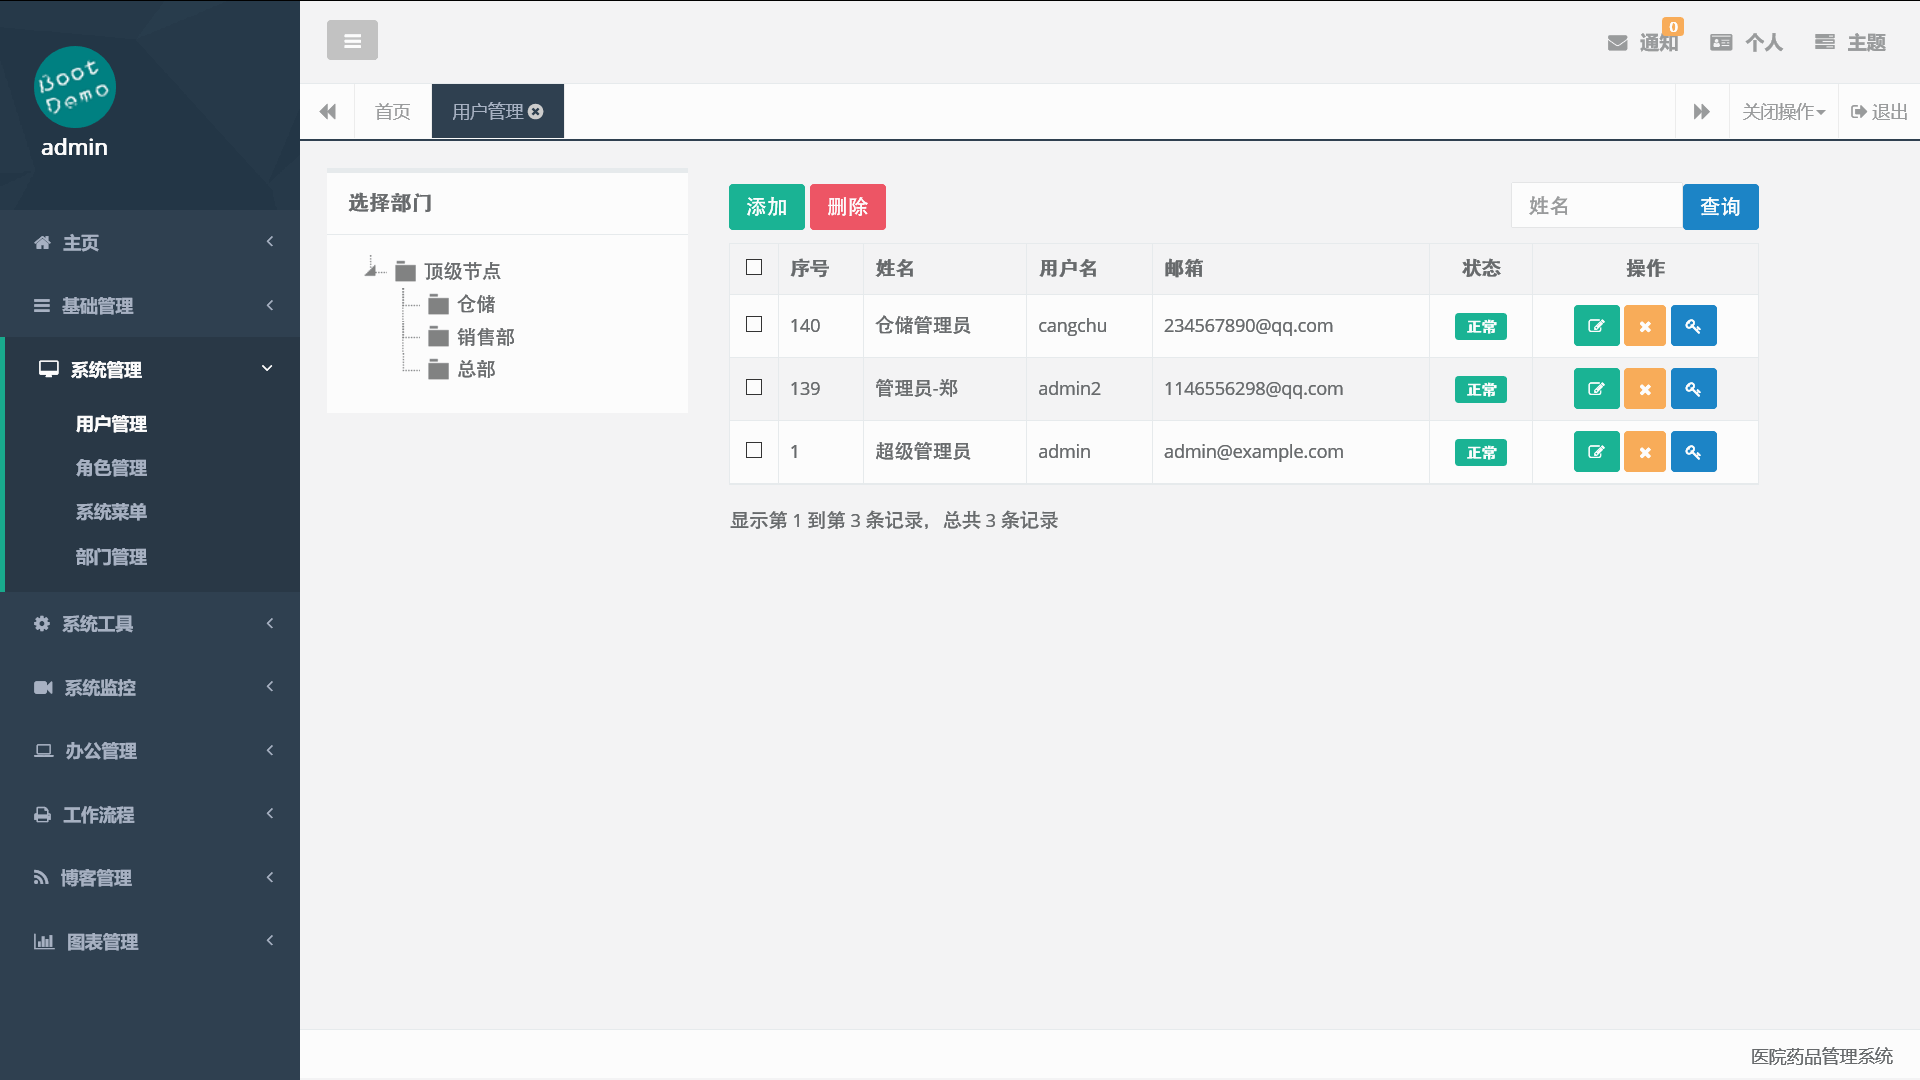 Boot
Demo
admin
主页
基础管理
系统管理
用户管理
角色管理
系统菜单
部门管理
系统工具
系统监控
办公管理
工作流程
博客管理
图表管理
通知 0 个人 主题
首页 用户管理 关闭操作 退出
选择部门
顶级节点
仓储
销售部
总部
添加 删除 姓名 查询
序号 姓名 用户名 邮箱 状态 操作
140 仓储管理员 cangchu 234567890@qq.com 正常
139 管理员-郑 admin2 1146556298@qq.com 正常
1 超级管理员 admin admin@example.com 正常
显示第 1 到第 3 条记录，总共 3 条记录
医院药品管理系统